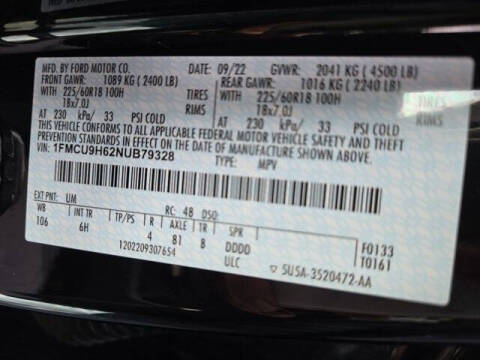 MFD. BY FORD MOTOR CO. DATE: 09/22 GVWR: 2041 KG ( 4500 LB)
FRONT GAWR: 1089 KG ( 2400 LB) REAR GAWR: 1016 KG ( 2240 LB)
WITH 225/60R18 100H TIRES WITH 225/60R18 100H TIRES
18x7.0J RIMS 18x7.0J RIMS
AT 230 kPa/ 33 PSI COLD AT 230 kPa/ 33 PSI COLD
THIS VEHICLE CONFORMS TO ALL APPLICABLE FEDERAL MOTOR VEHICLE SAFETY AND THEFT
PREVENTION STANDARDS IN EFFECT ON THE DATE OF MANUFACTURE SHOWN ABOVE.
VIN: 1FMCU9H62NUB79328 TYPE: MPV
EXT PNT: UM RC: 48 DSO:
WB INT TR TP/PS R AXLE TR SPR
106 6H 4 81 8 DDDD F0133
1202209307654 ULC T0161
5U5A-3520472-AA